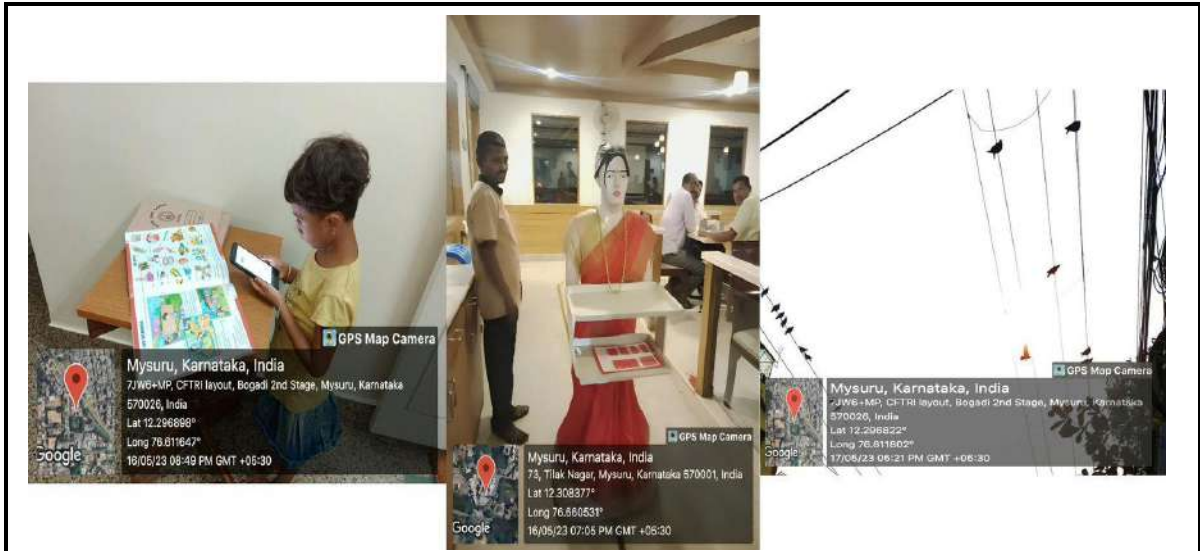 GPS Map Camera
Mysuru, Karnataka, India
7JW6+MP, CFTRI layout, Bogadi 2nd Stage, Mysuru, Karnataka
570026, India
Lat 12.296898°
Long 76.611647°
16/05/23 08:49 PM GMT +05:30
Google
GPS Map Camera
Mysuru, Karnataka, India
73, Tilak Nagar, Mysuru, Karnataka 570001, India
Lat 12.308377°
Long 76.660531°
16/05/23 07:05 PM GMT +05:30
Google
GPS Map Camera
Mysuru, Karnataka, India
7JW6+MP, CFTRI layout, Bogadi 2nd Stage, Mysuru, Karnataka
570026, India
Lat 12.296822°
Long 76.611602°
17/05/23 06:21 PM GMT +05:30
Google